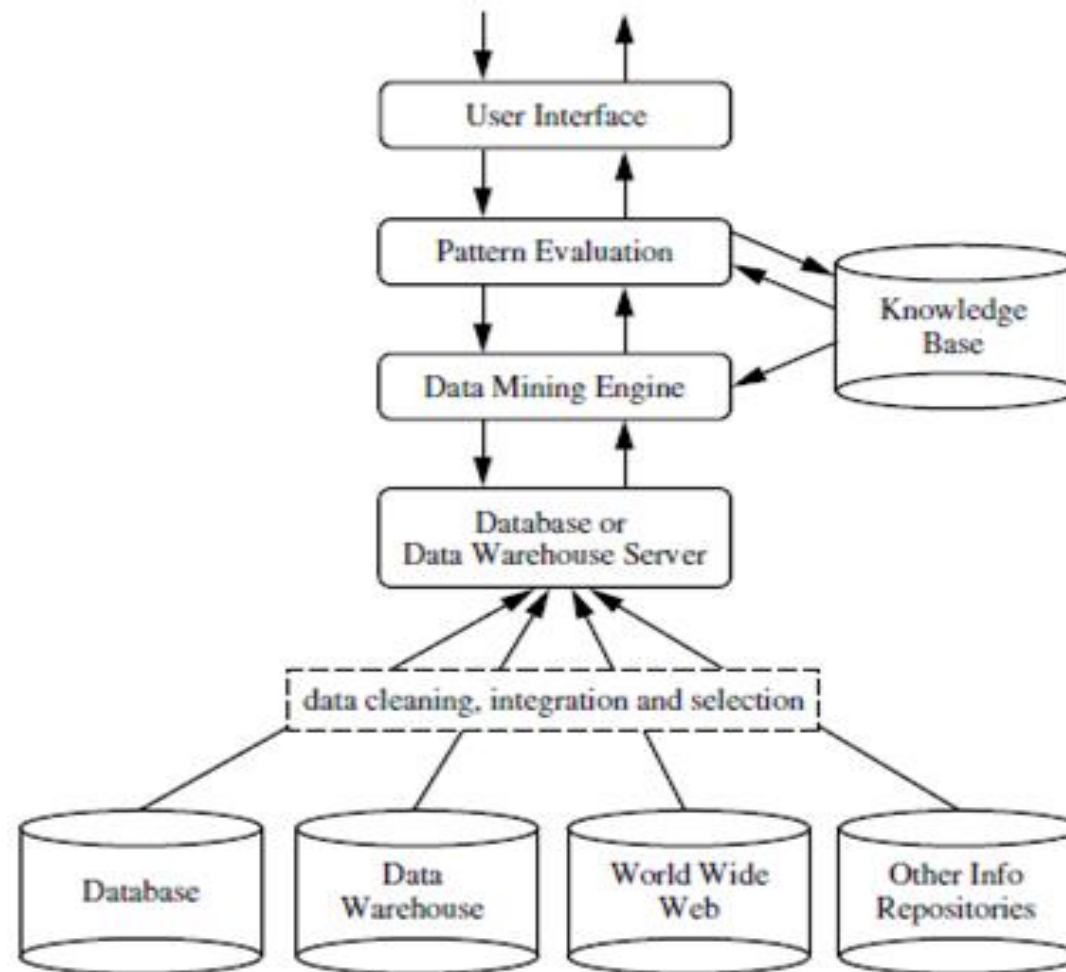 User Interface
Pattern Evaluation
Knowledge
Base
Data Mining Engine
Database or
Data Warehouse Server
data cleaning, integration and selection
Database
Data
Warehouse
World Wide
Web
Other Info
Repositories